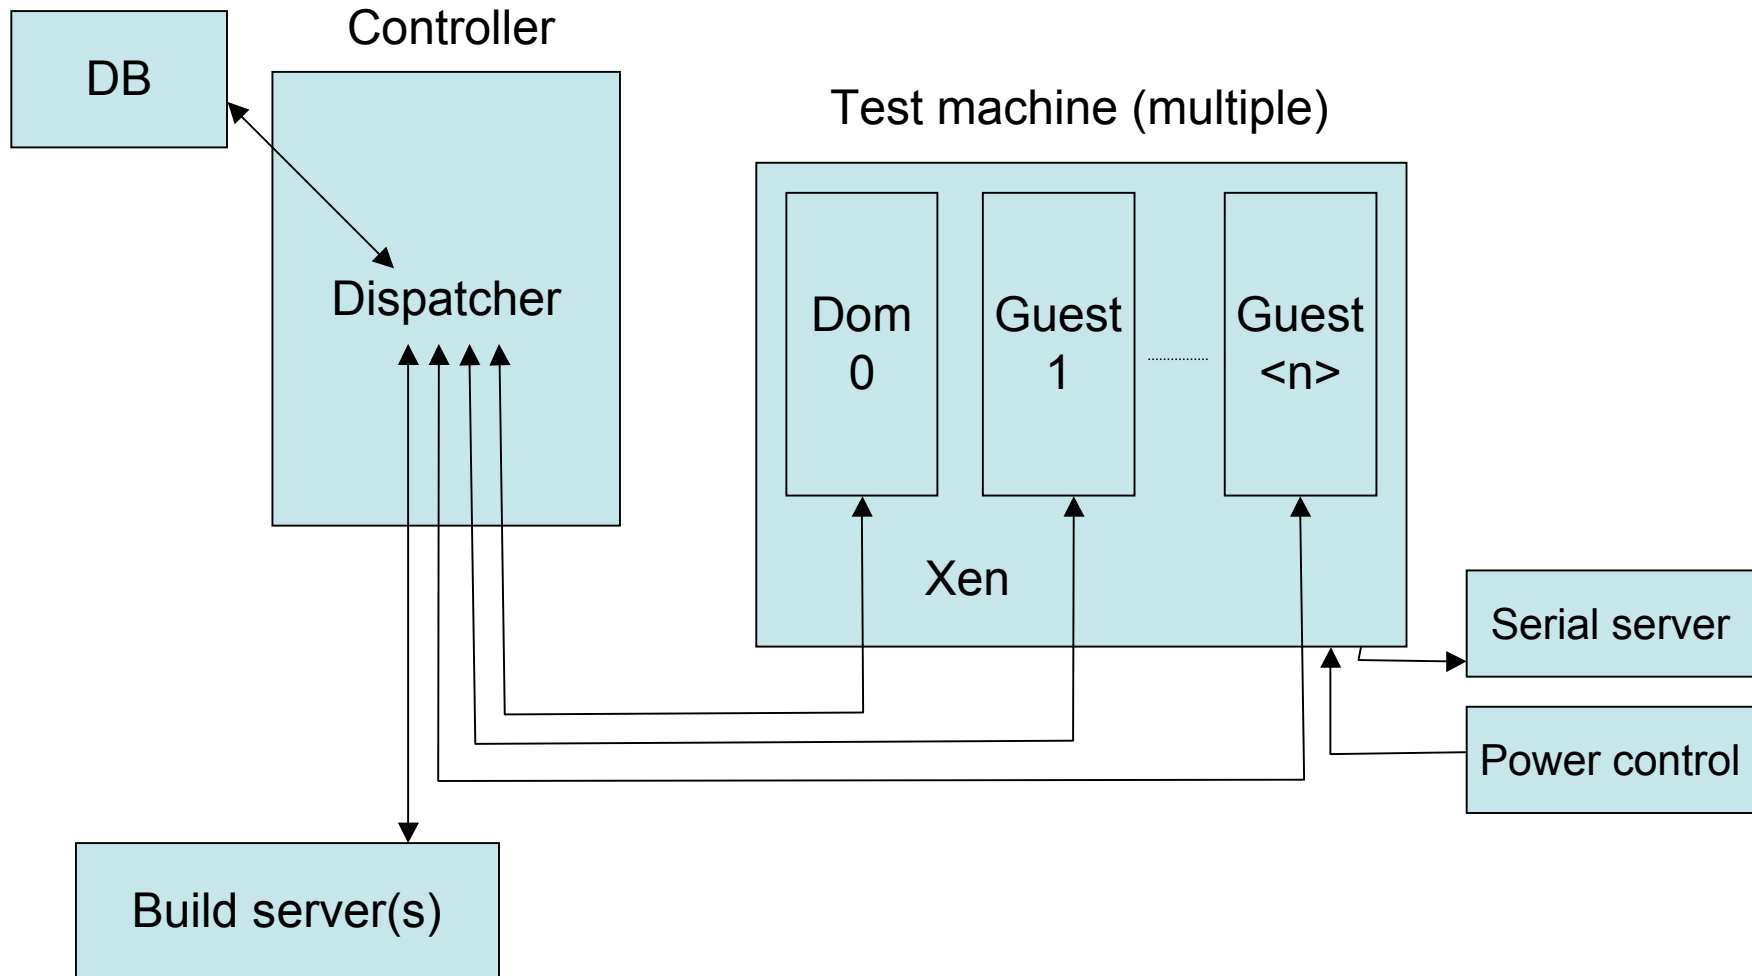 Controller
DB
Test machine (multiple)
Dispatcher
Dom
0
Guest
1
Guest
<n>
Xen
Serial server
Power control
Build server(s)